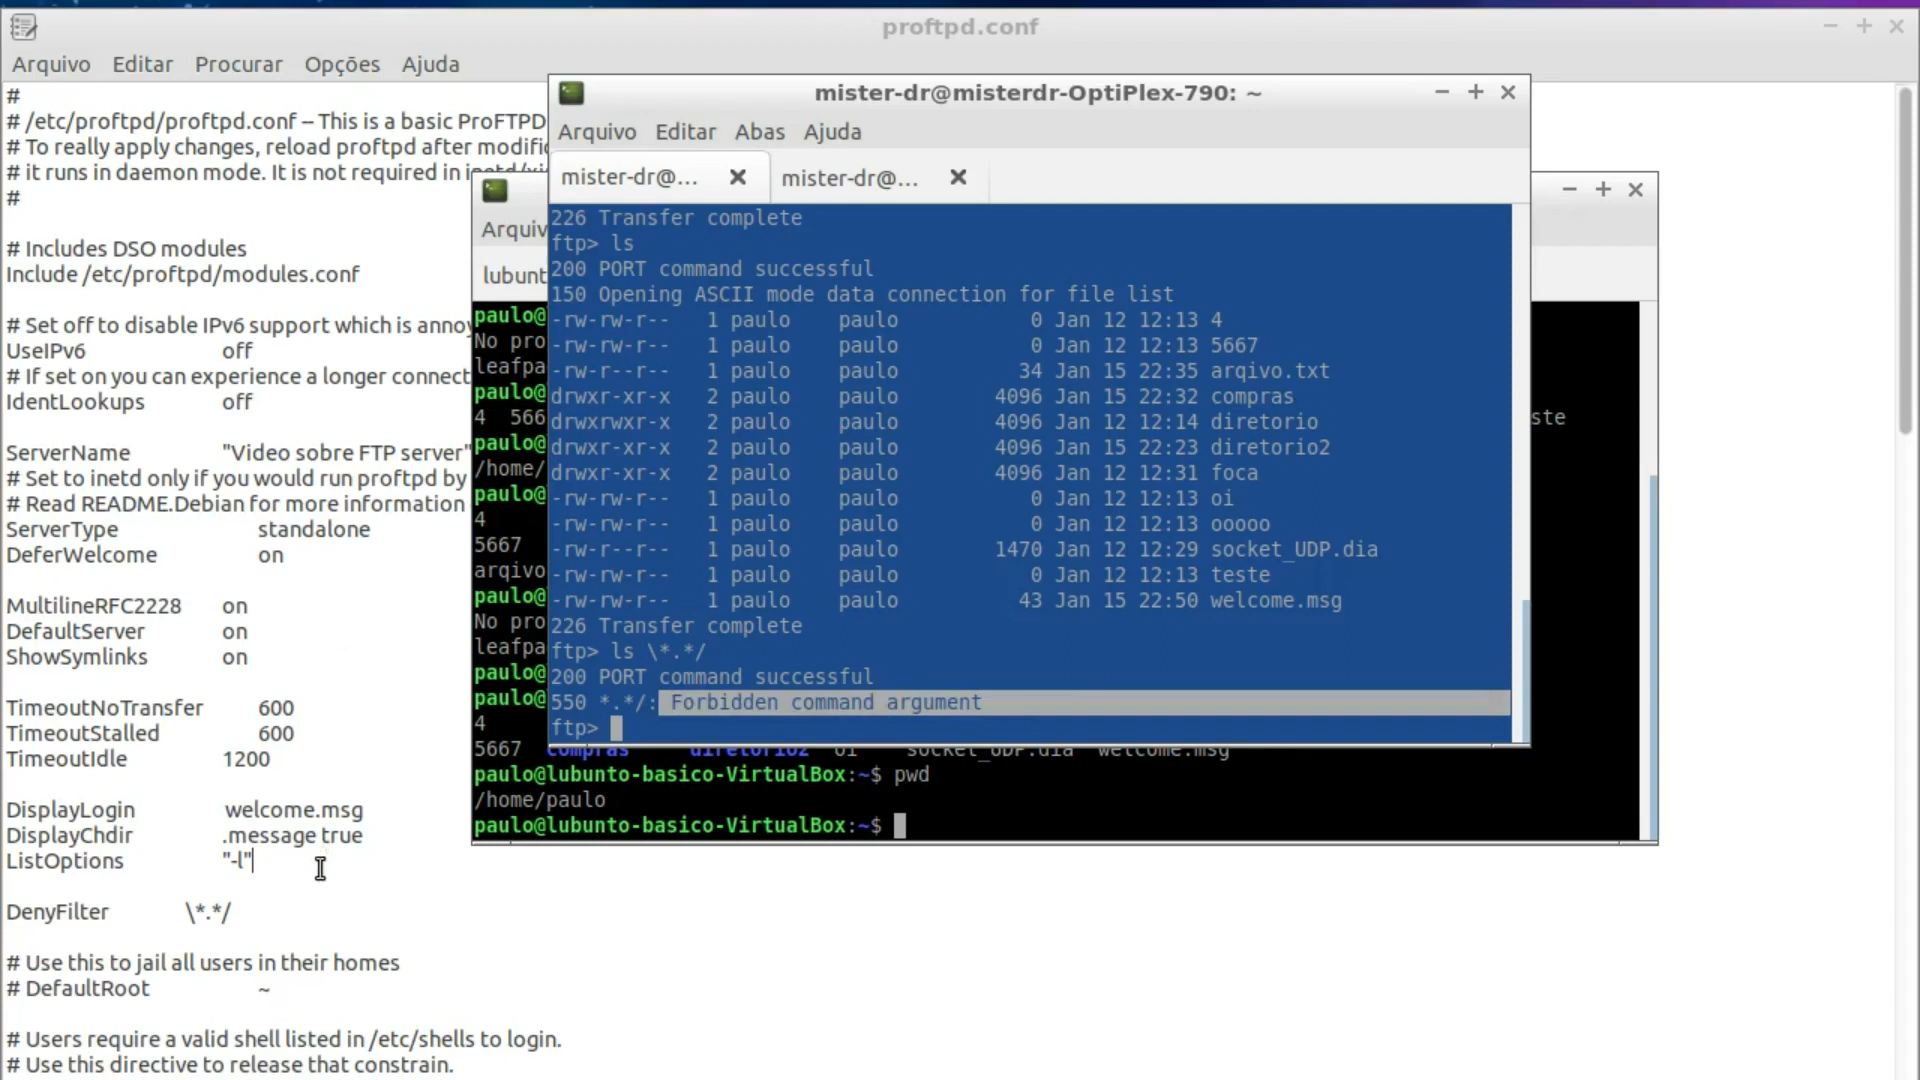 proftpd.conf
Arquivo Editar Procurar Opções Ajuda
#
# /etc/proftpd/proftpd.conf -- This is a basic ProFTPD
# To really apply changes, reload proftpd after modifi
# it runs in daemon mode. It is not required in inetd/xi
#
# Includes DSO modules
Include /etc/proftpd/modules.conf
# Set off to disable IPv6 support which is annoy
UseIPv6 off
# If set on you can experience a longer connect
IdentLookups off
ServerName "Video sobre FTP server"
# Set to inetd only if you would run proftpd by
# Read README.Debian for more information
ServerType standalone
DeferWelcome on
MultilineRFC2228 on
DefaultServer on
ShowSymlinks on
TimeoutNoTransfer 600
TimeoutStalled 600
TimeoutIdle 1200
DisplayLogin welcome.msg
DisplayChdir .message true
ListOptions "-l"
DenyFilter \*.*/
# Use this to jail all users in their homes
# DefaultRoot ~
# Users require a valid shell listed in /etc/shells to login.
# Use this directive to release that constrain.
mister-dr@misterdr-OptiPlex-790: ~
Arquivo Editar Abas Ajuda
mister-dr@... mister-dr@...
226 Transfer complete
ftp> ls
200 PORT command successful
150 Opening ASCII mode data connection for file list
-rw-rw-r-- 1 paulo paulo 0 Jan 12 12:13 4
-rw-rw-r-- 1 paulo paulo 0 Jan 12 12:13 5667
-rw-r--r-- 1 paulo paulo 34 Jan 15 22:35 arqivo.txt
drwxr-xr-x 2 paulo paulo 4096 Jan 15 22:32 compras
drwxrwxr-x 2 paulo paulo 4096 Jan 12 12:14 diretorio
drwxr-xr-x 2 paulo paulo 4096 Jan 15 22:23 diretorio2
drwxr-xr-x 2 paulo paulo 4096 Jan 12 12:31 foca
-rw-rw-r-- 1 paulo paulo 0 Jan 12 12:13 oi
-rw-rw-r-- 1 paulo paulo 0 Jan 12 12:13 ooooo
-rw-r--r-- 1 paulo paulo 1470 Jan 12 12:29 socket_UDP.dia
-rw-rw-r-- 1 paulo paulo 0 Jan 12 12:13 teste
-rw-rw-r-- 1 paulo paulo 43 Jan 15 22:50 welcome.msg
226 Transfer complete
ftp> ls \*.*/
200 PORT command successful
550 *.*/: Forbidden command argument
ftp>
Arquiv
lubunt
paulo@
No pro
leafpa
paulo@
4 566 ste
paulo@
/home/
paulo@
4
5667
arqivo
paulo@
No pro
leafpa
paulo@
paulo@
4
5667 compras diretorio2 oi socket_UDP.dia welcome.msg
paulo@lubunto-basico-VirtualBox:~$ pwd
/home/paulo
paulo@lubunto-basico-VirtualBox:~$